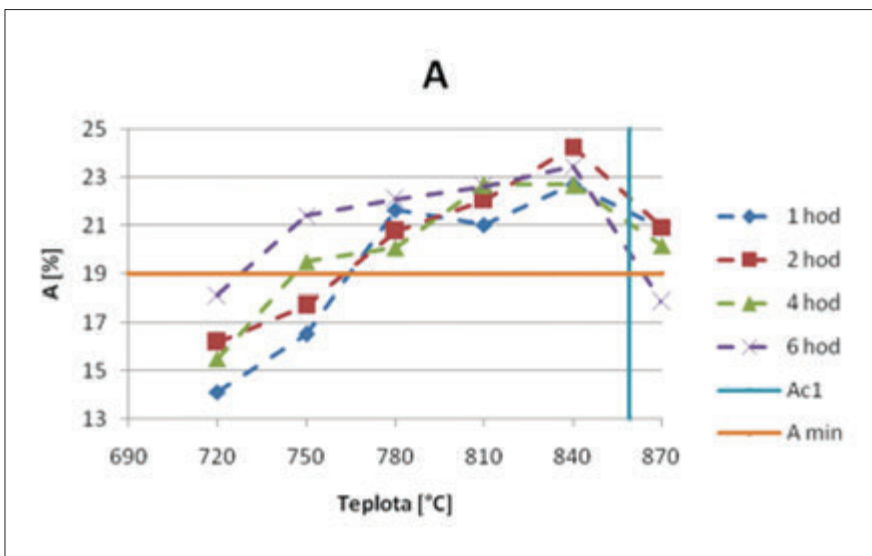 A
A [%]
25
23
21
19
17
15
13
690 720 750 780 810 840 870
Teplota [°C]
1 hod
2 hod
4 hod
6 hod
Ac1
A min